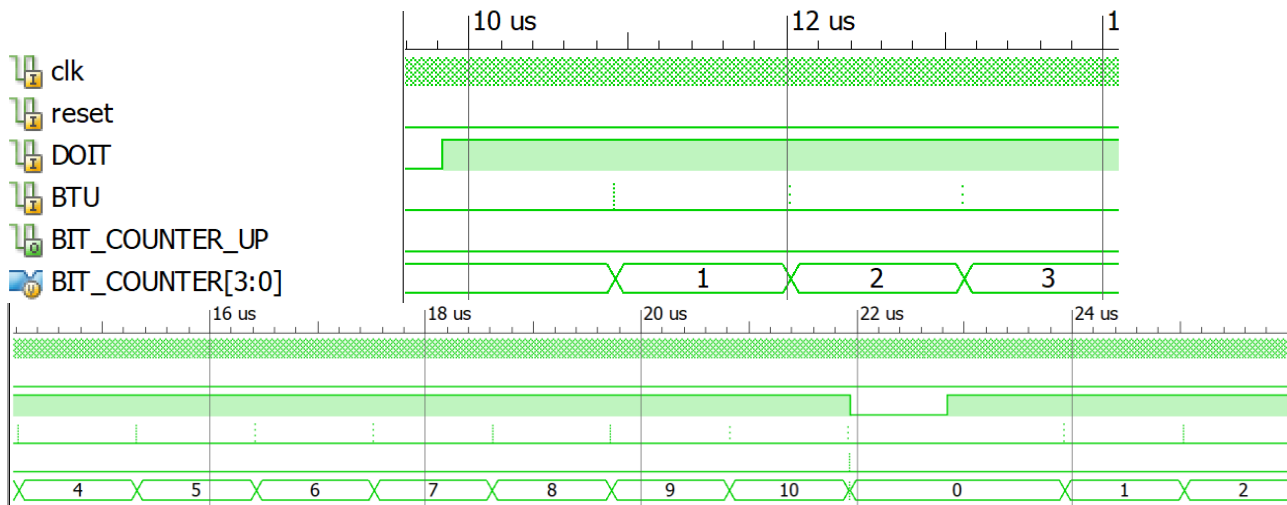 10 us 12 us 1
clk
reset
DOIT
BTU
BIT_COUNTER_UP
BIT_COUNTER[3:0] 1 2 3
16 us 18 us 20 us 22 us 24 us
4 5 6 7 8 9 10 0 1 2